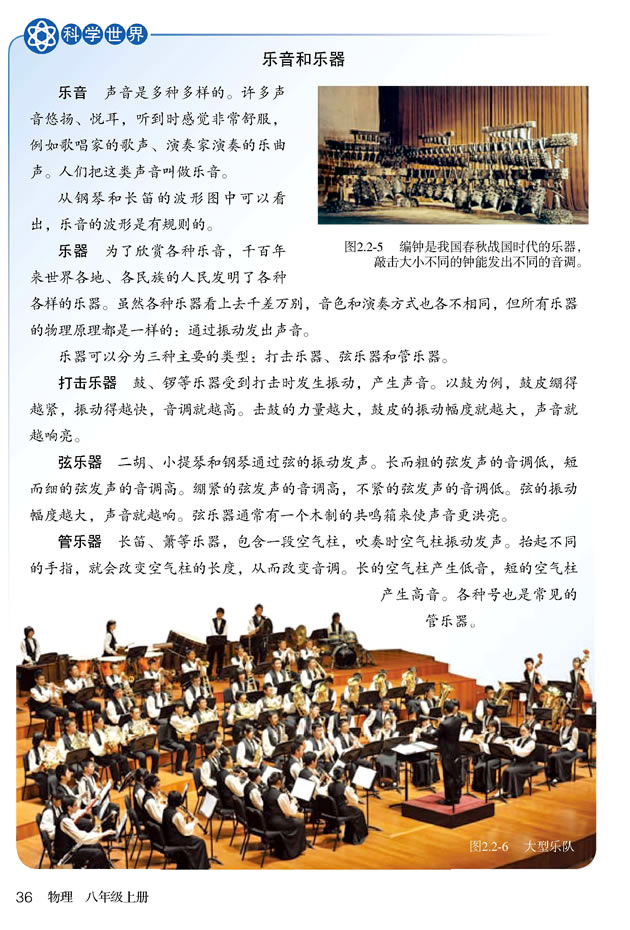 科学世界
乐音和乐器
乐音 声音是多种多样的。许多声
音悠扬、悦耳，听到时感觉非常舒服，
例如歌唱家的歌声、演奏家演奏的乐曲
声。人们把这类声音叫做乐音。
从钢琴和长笛的波形图中可以看
出，乐音的波形是有规则的。
图2.2-5 编钟是我国春秋战国时代的乐器，
敲击大小不同的钟能发出不同的音调。
乐器 为了欣赏各种乐音，千百年
来世界各地、各民族的人民发明了各种
各样的乐器。虽然各种乐器看上去千差万别，音色和演奏方式也各不相同，但所有乐器
的物理原理都是一样的：通过振动发出声音。
乐器可以分为三种主要的类型：打击乐器、弦乐器和管乐器。
打击乐器 鼓、锣等乐器受到打击时发生振动，产生声音。以鼓为例，鼓皮绷得
越紧，振动得越快，音调就越高。击鼓的力量越大，鼓皮的振动幅度就越大，声音就
越响亮。
弦乐器 二胡、小提琴和钢琴通过弦的振动发声。长而粗的弦发声的音调低，短
而细的弦发声的音调高。绷紧的弦发声的音调高，不紧的弦发声的音调低。弦的振动
幅度越大，声音就越响。弦乐器通常有一个木制的共鸣箱来使声音更洪亮。
管乐器 长笛、箫等乐器，包含一段空气柱，吹奏时空气柱振动发声。抬起不同
的手指，就会改变空气柱的长度，从而改变音调。长的空气柱产生低音，短的空气柱
产生高音。各种号也是常见的
管乐器。
图2.2-6 大型乐队
36 物理 八年级上册